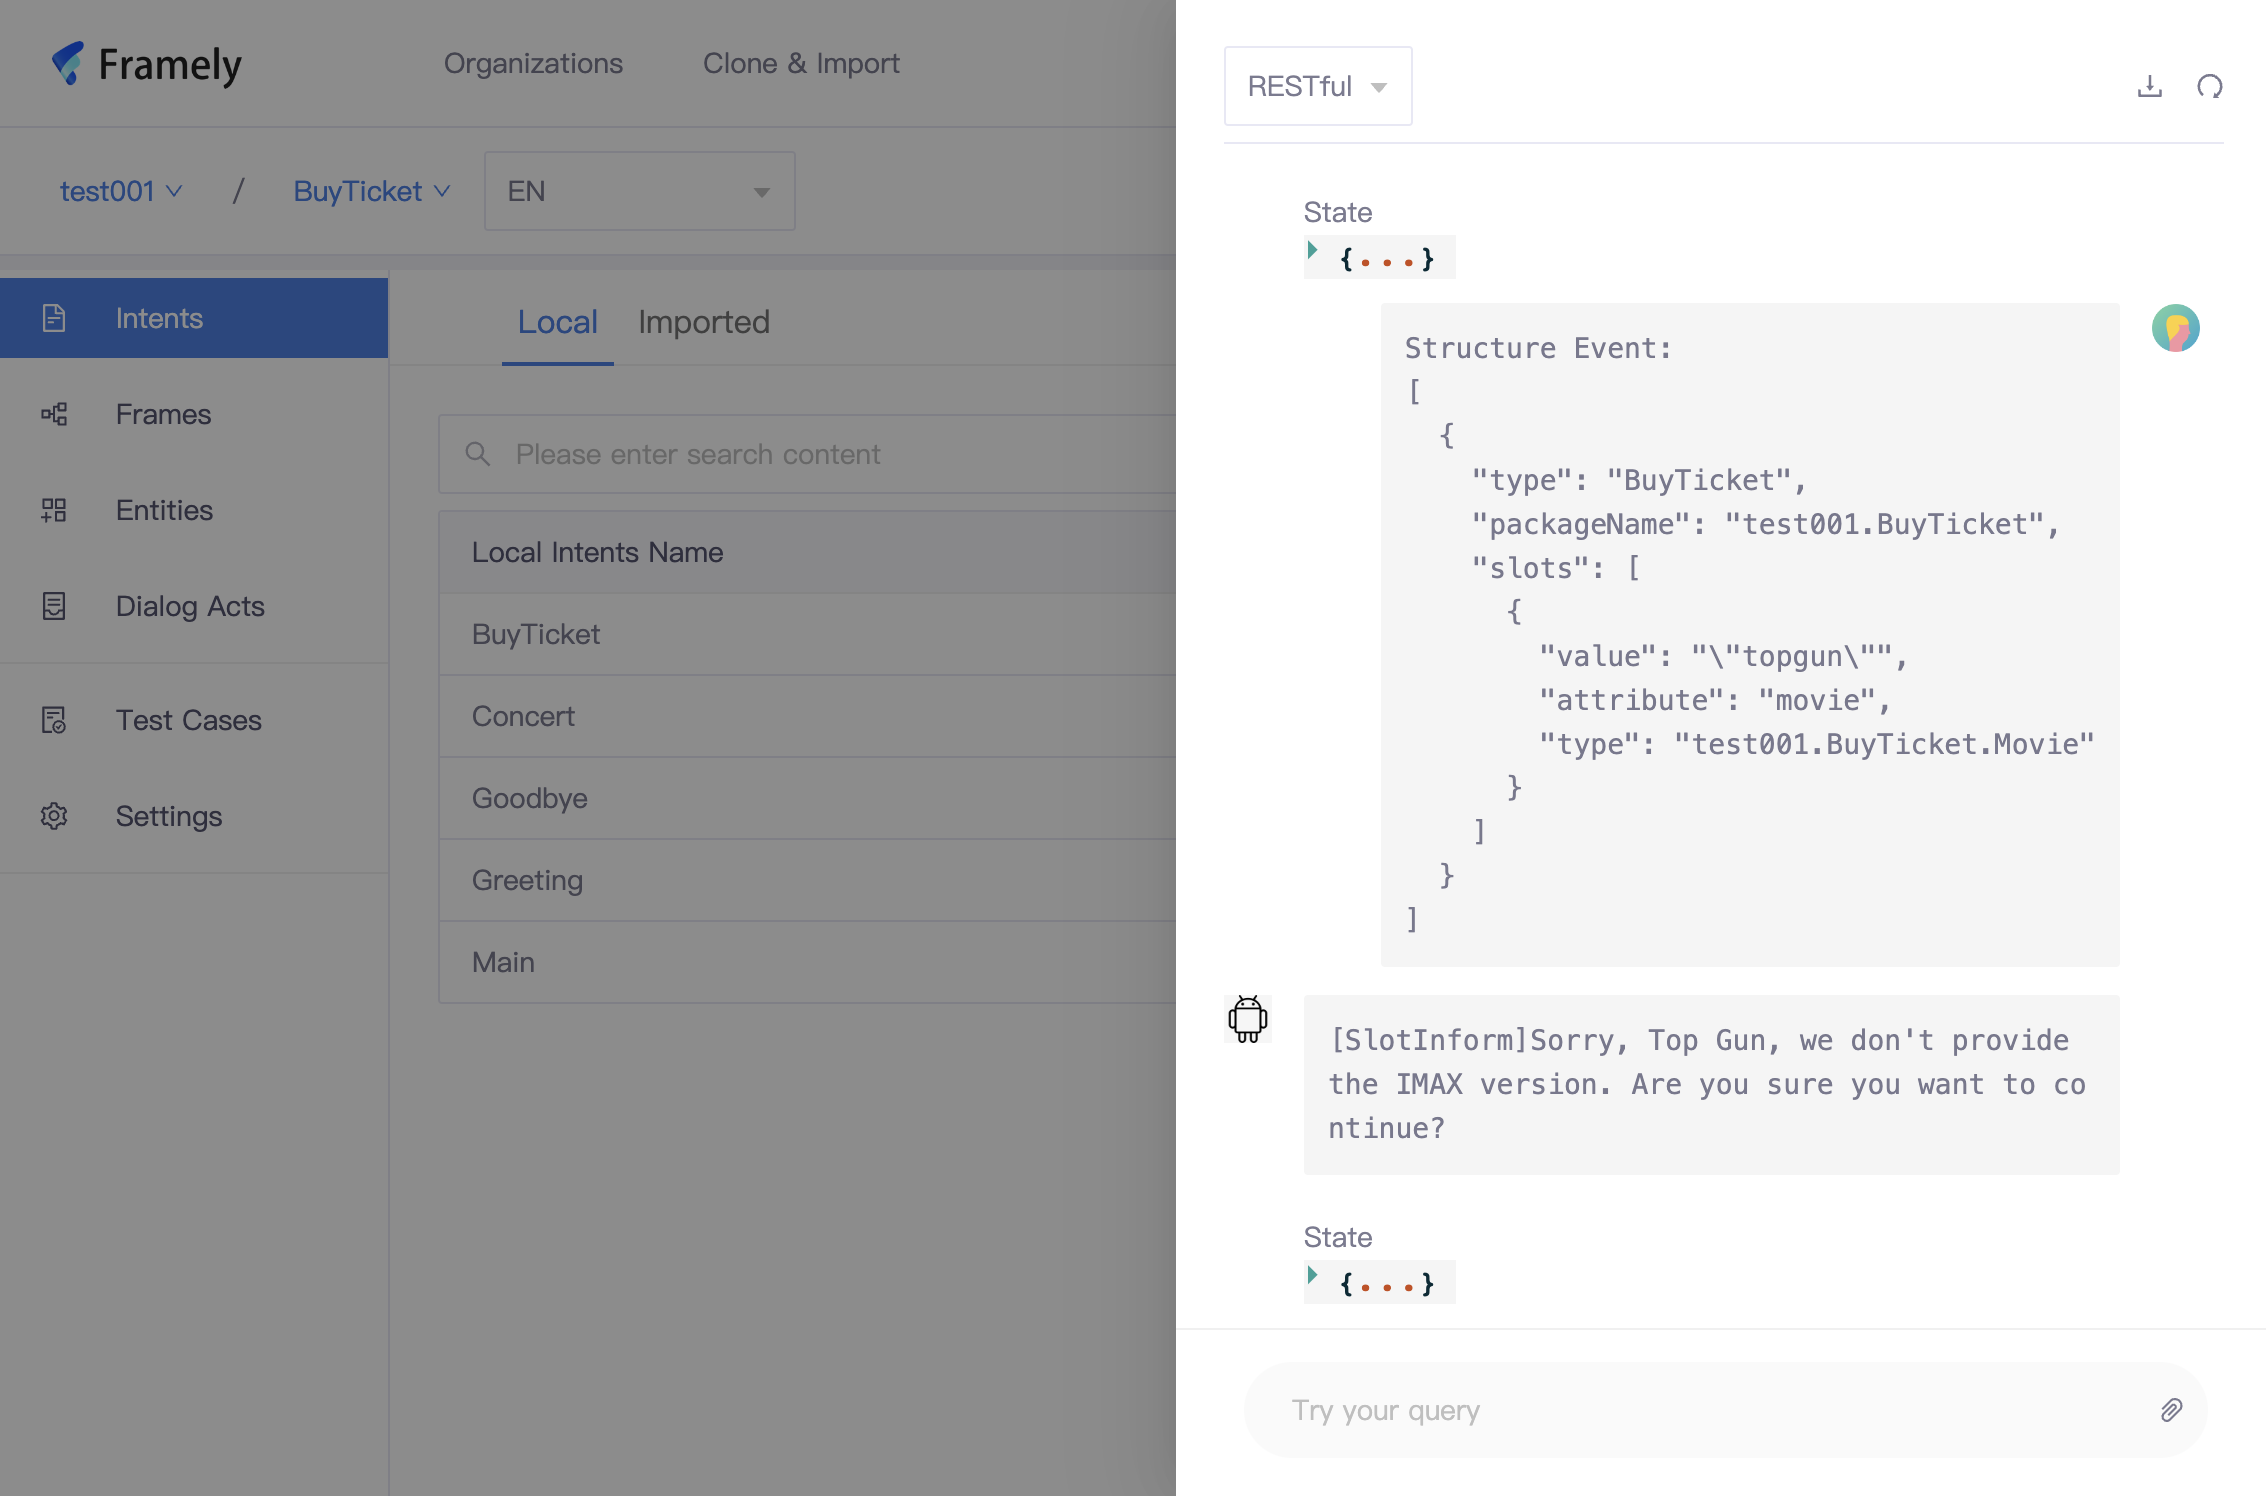 Framely
Organizations
Clone & Import
test001
/
BuyTicket
EN
Intents
Frames
Entities
Dialog Acts
Test Cases
Settings
Local
Imported
Please enter search content
Local Intents Name
BuyTicket
Concert
Goodbye
Greeting
Main
RESTful
State
{...}
Structure Event:
[
  {
    "type": "BuyTicket",
    "packageName": "test001.BuyTicket",
    "slots": [
      {
        "value": "\"topgun\"",
        "attribute": "movie",
        "type": "test001.BuyTicket.Movie"
      }
    ]
  }
]
[SlotInform]Sorry, Top Gun, we don't provide
the IMAX version. Are you sure you want to co
ntinue?
State
{...}
Try your query